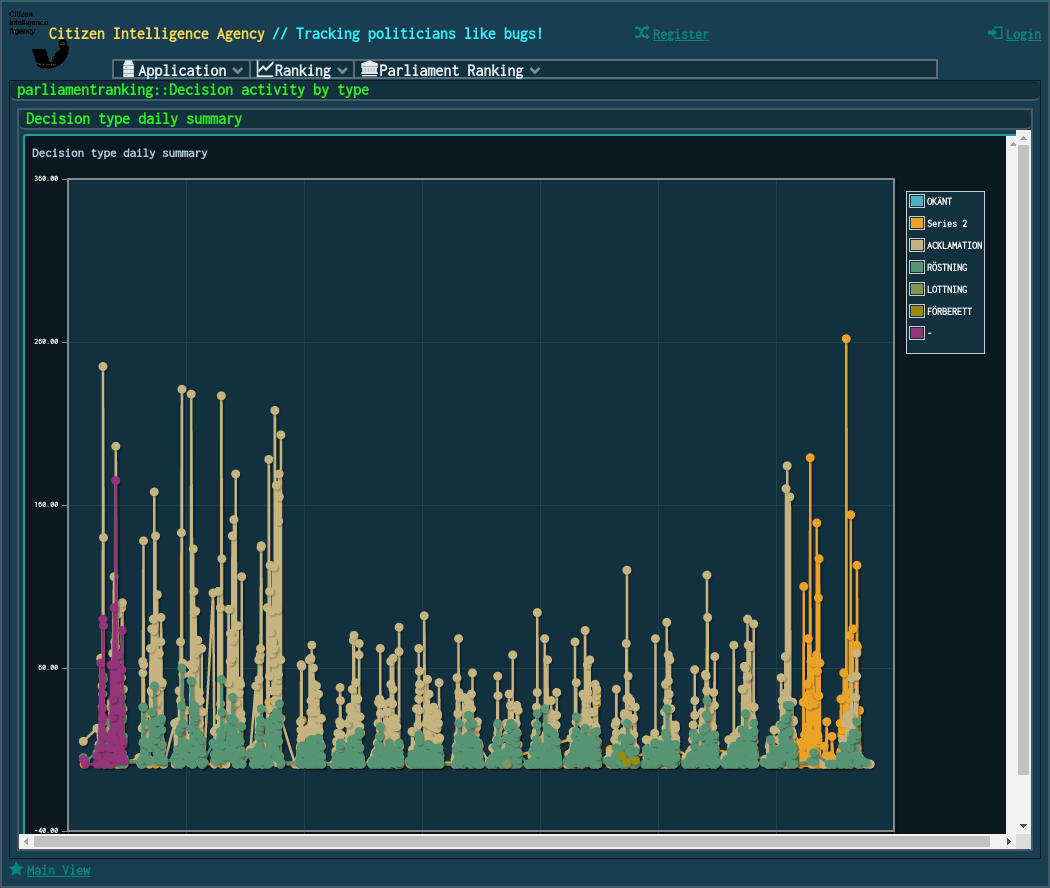 Citizen
Intelligence
Agency
Citizen Intelligence Agency // Tracking politicians like bugs!
Register
Login
Application
Ranking
Parliament Ranking
parliamentranking::Decision activity by type
Decision type daily summary
Decision type daily summary
360.00
260.00
160.00
60.00
-40.00
OKÄNT
Series 2
ACKLAMATION
RÖSTNING
LOTTNING
FÖRBERETT
-
Main View